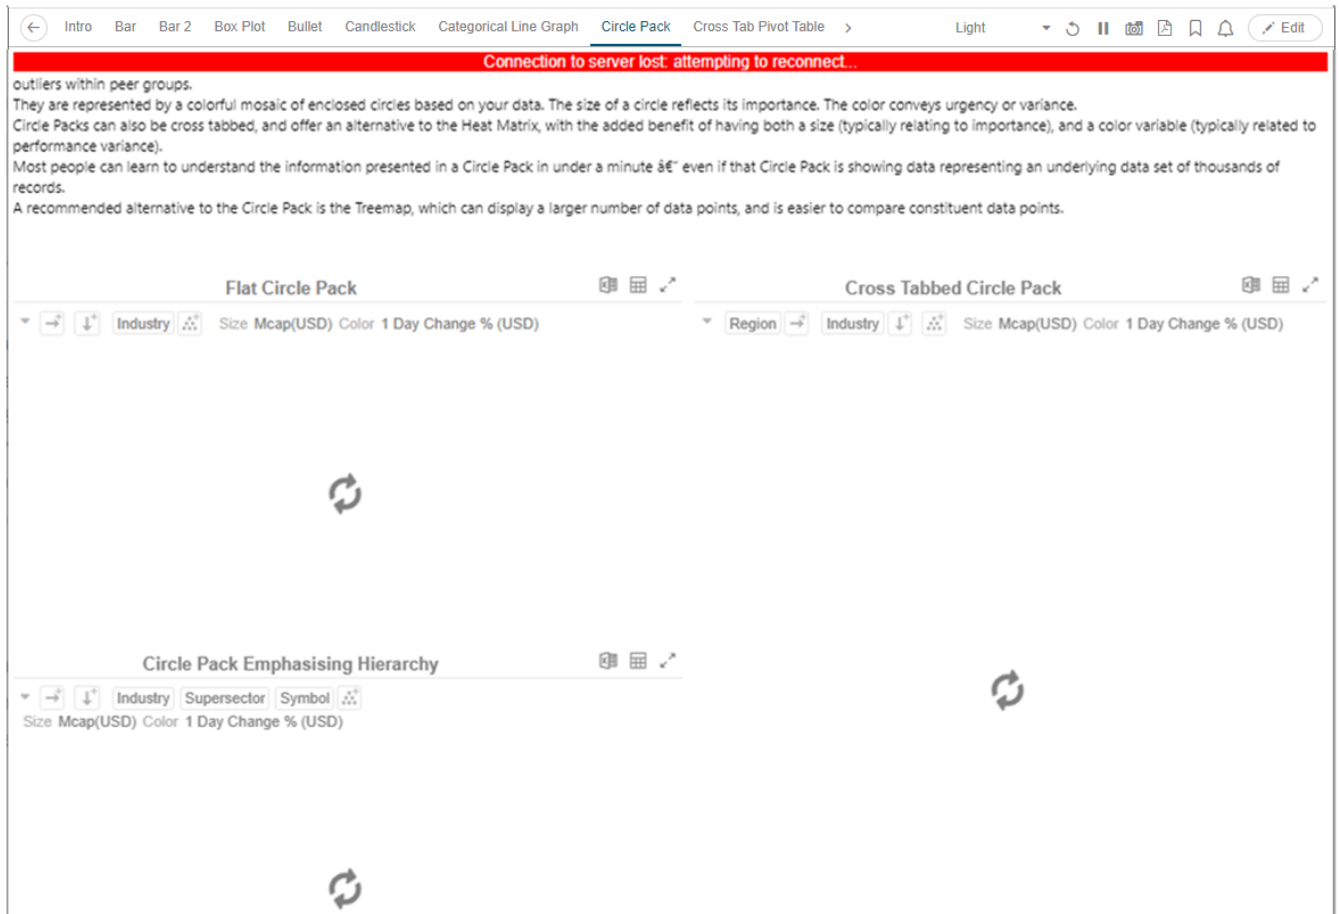 Intro Bar Bar 2 Box Plot Bullet Candlestick Categorical Line Graph Circle Pack Cross Tab Pivot Table Light Edit
Connection to server lost: attempting to reconnect...
outliers within peer groups.
They are represented by a colorful mosaic of enclosed circles based on your data. The size of a circle reflects its importance. The color conveys urgency or variance.
Circle Packs can also be cross tabbed, and offer an alternative to the Heat Matrix, with the added benefit of having both a size (typically relating to importance), and a color variable (typically related to
performance variance).
Most people can learn to understand the information presented in a Circle Pack in under a minute â€“ even if that Circle Pack is showing data representing an underlying data set of thousands of
records.
A recommended alternative to the Circle Pack is the Treemap, which can display a larger number of data points, and is easier to compare constituent data points.
Flat Circle Pack
Industry Size Mcap(USD) Color 1 Day Change % (USD)
Cross Tabbed Circle Pack
Region Industry Size Mcap(USD) Color 1 Day Change % (USD)
Circle Pack Emphasising Hierarchy
Industry Supersector Symbol
Size Mcap(USD) Color 1 Day Change % (USD)